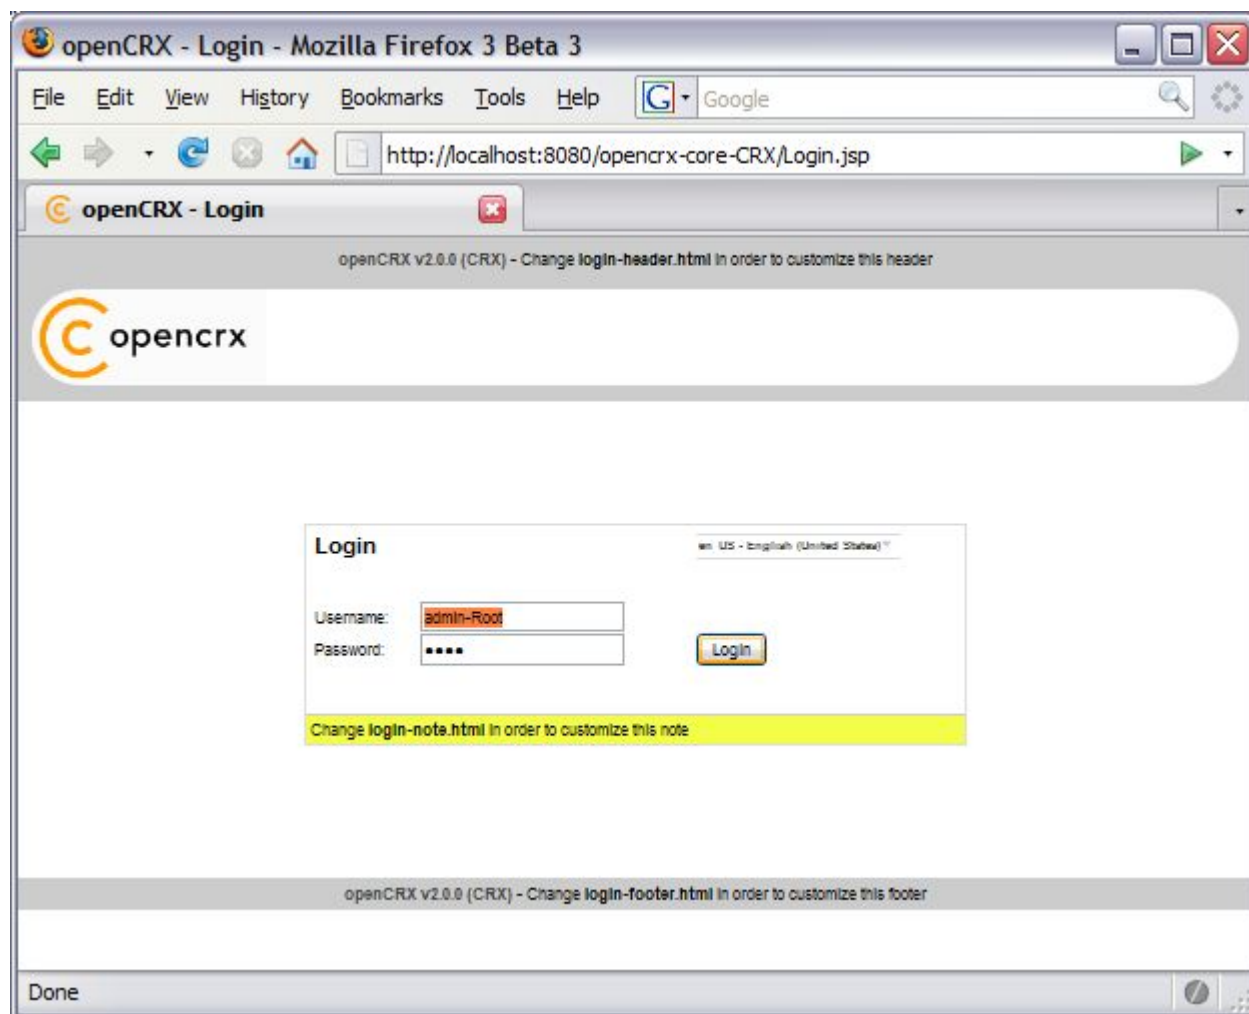 openCRX - Login - Mozilla Firefox 3 Beta 3
File Edit View History Bookmarks Tools Help G Google
http://localhost:8080/opencrx-core-CRX/Login.jsp
openCRX - Login
openCRX v2.0.0 (CRX) - Change login-header.html in order to customize this header
opencrx
Login en_US - English (United States)
Username: admin-Root
Password: •••• Login
Change login-note.html in order to customize this note
openCRX v2.0.0 (CRX) - Change login-footer.html in order to customize this footer
Done